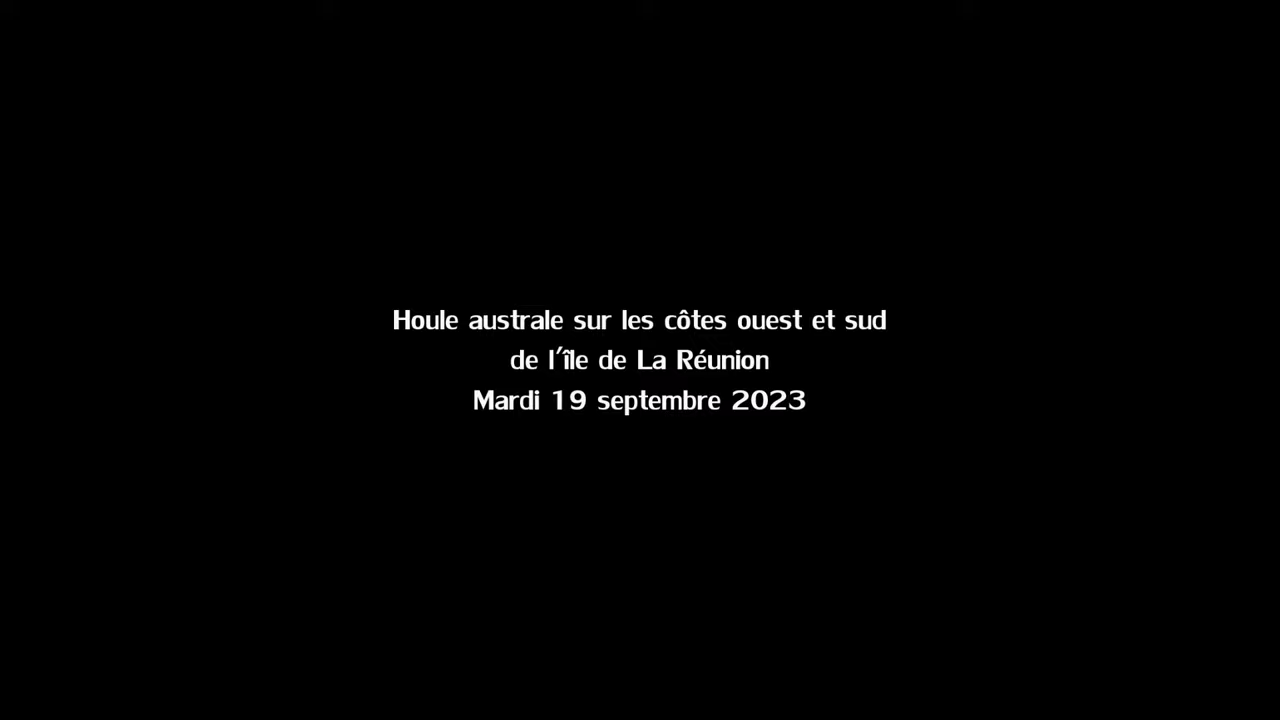 Houle australe sur les côtes ouest et sud
de l'île de La Réunion
Mardi 19 septembre 2023